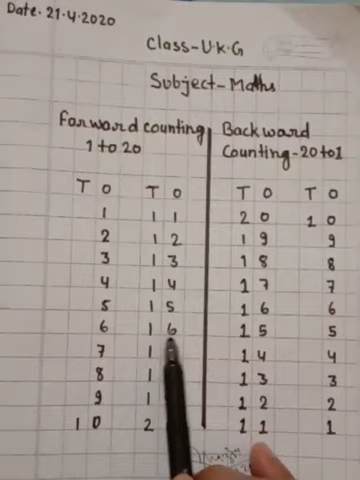 Date. 21.4.2020
Class-U.K.G
Subject-Maths
Forward counting
1 to 20
Backward
Counting-20to1
T O T O T O T O
1 1 1 2 0 1 0
2 1 2 1 9 9
3 1 3 1 8 8
4 1 4 1 7 7
5 1 5 1 6 6
6 1 6 1 5 5
7 1 1 4 4
8 1 1 3 3
9 1 1 2 2
1 0 2 1 1 1